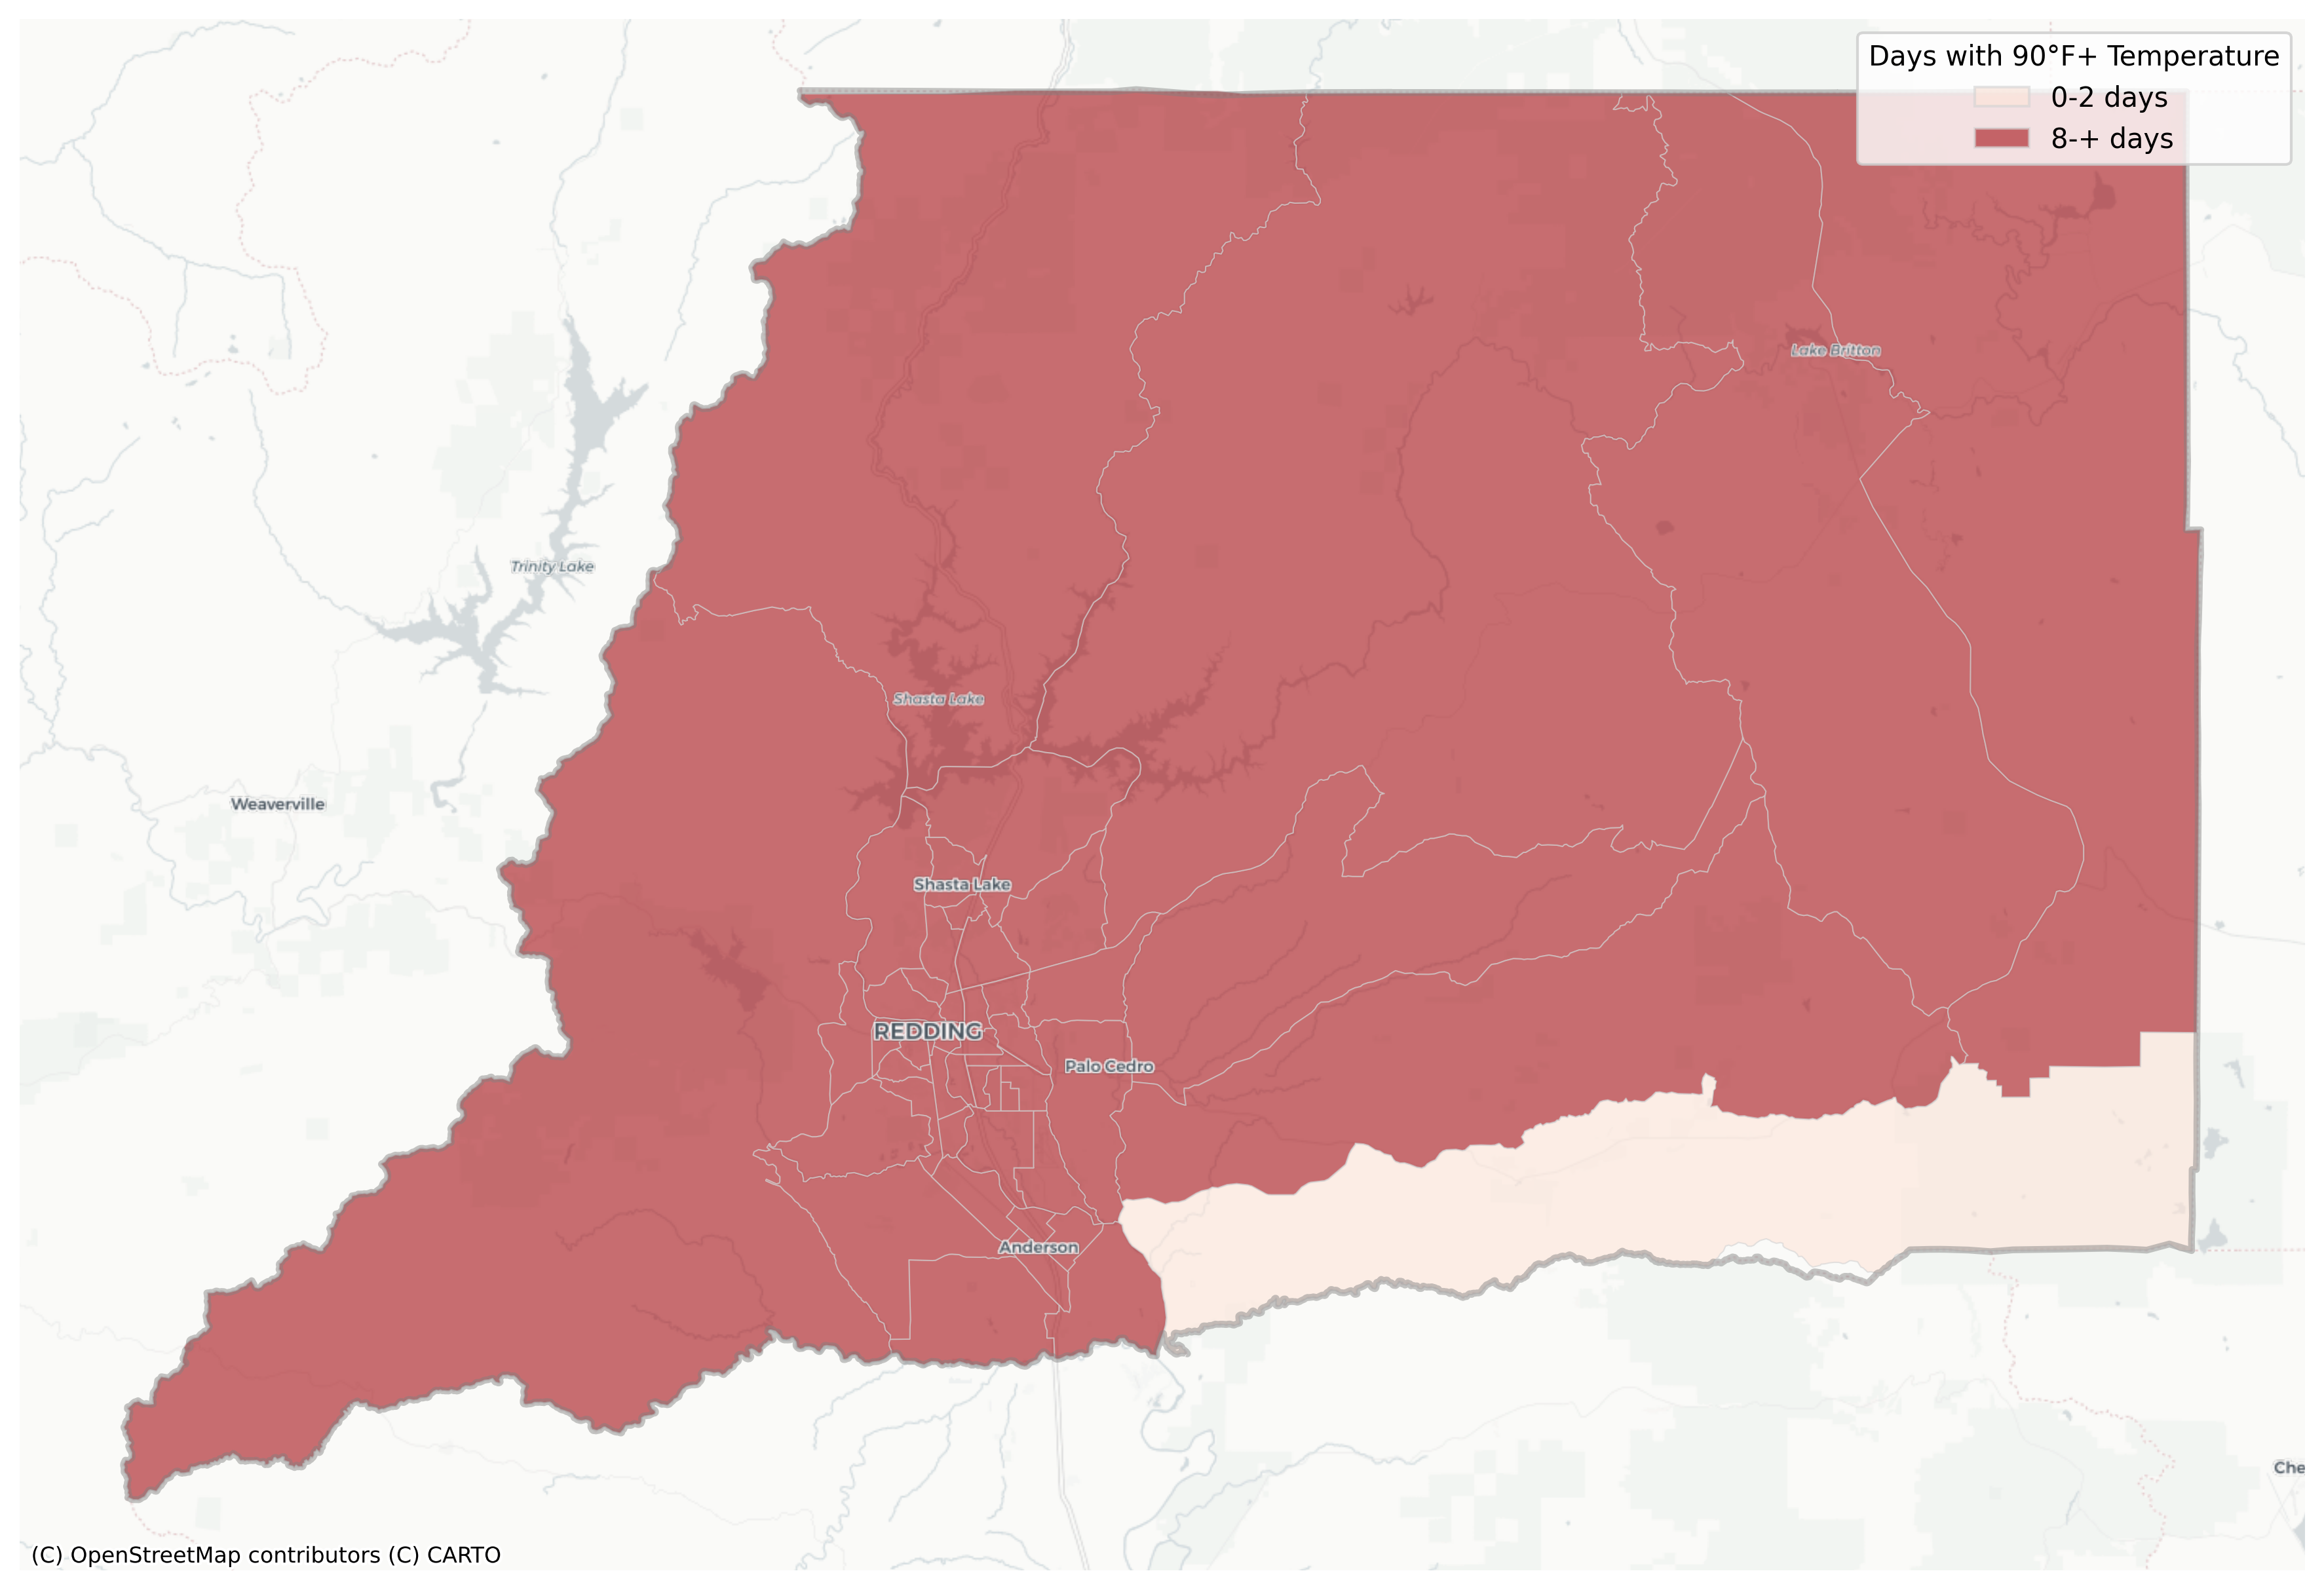 Days with 90°F+ Temperature
0-2 days
8-+ days
Lake Britton
Trinity Lake
Shasta Lake
Weaverville
Shasta Lake
REDDING
Palo Cedro
Anderson
Che
(C) OpenStreetMap contributors (C) CARTO